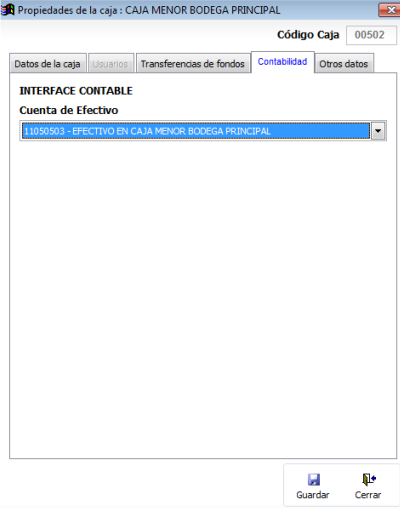 Propiedades de la caja : CAJA MENOR BODEGA PRINCIPAL
Código Caja 00502
Datos de la caja Usuarios Transferencias de fondos Contabilidad Otros datos
INTERFACE CONTABLE
Cuenta de Efectivo
11050503 - EFECTIVO EN CAJA MENOR BODEGA PRINCIPAL
Guardar Cerrar